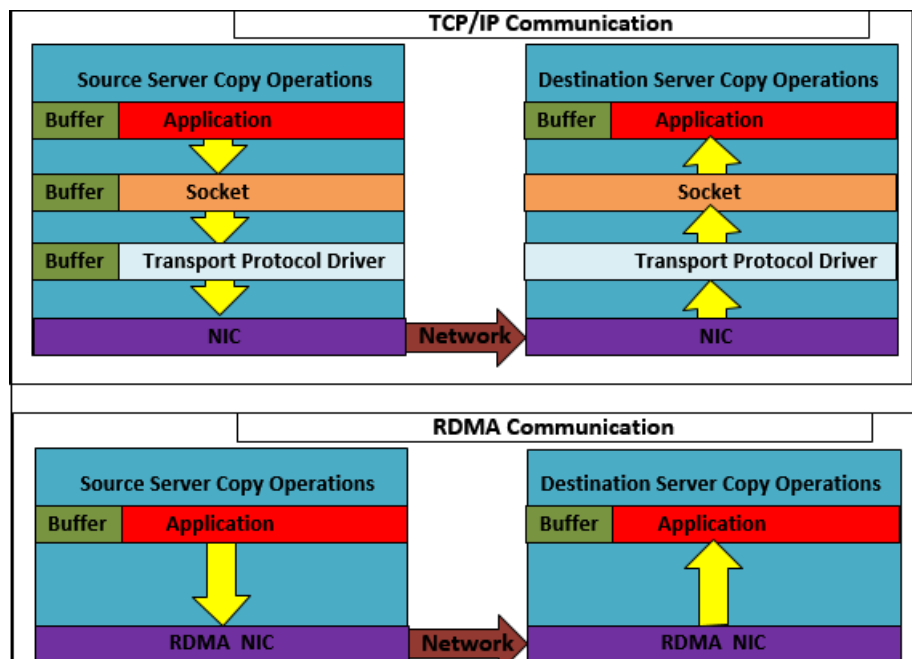 TCP/IP Communication
Source Server Copy Operations
Buffer Application
Buffer Socket
Buffer Transport Protocol Driver
NIC
Network
Destination Server Copy Operations
Buffer Application
Socket
Transport Protocol Driver
NIC
RDMA Communication
Source Server Copy Operations
Buffer Application
RDMA NIC
Network
Destination Server Copy Operations
Buffer Application
RDMA NIC